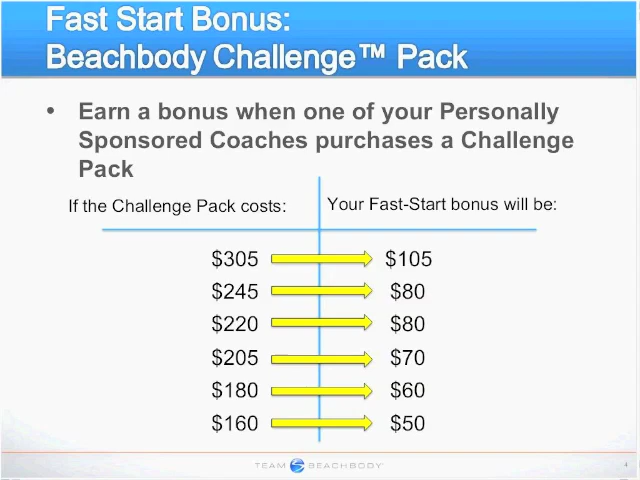 Fast Start Bonus:
Beachbody Challenge™ Pack
• Earn a bonus when one of your Personally
Sponsored Coaches purchases a Challenge
Pack
If the Challenge Pack costs: Your Fast-Start bonus will be:
$305 $105
$245 $80
$220 $80
$205 $70
$180 $60
$160 $50
TEAM BEACHBODY
4